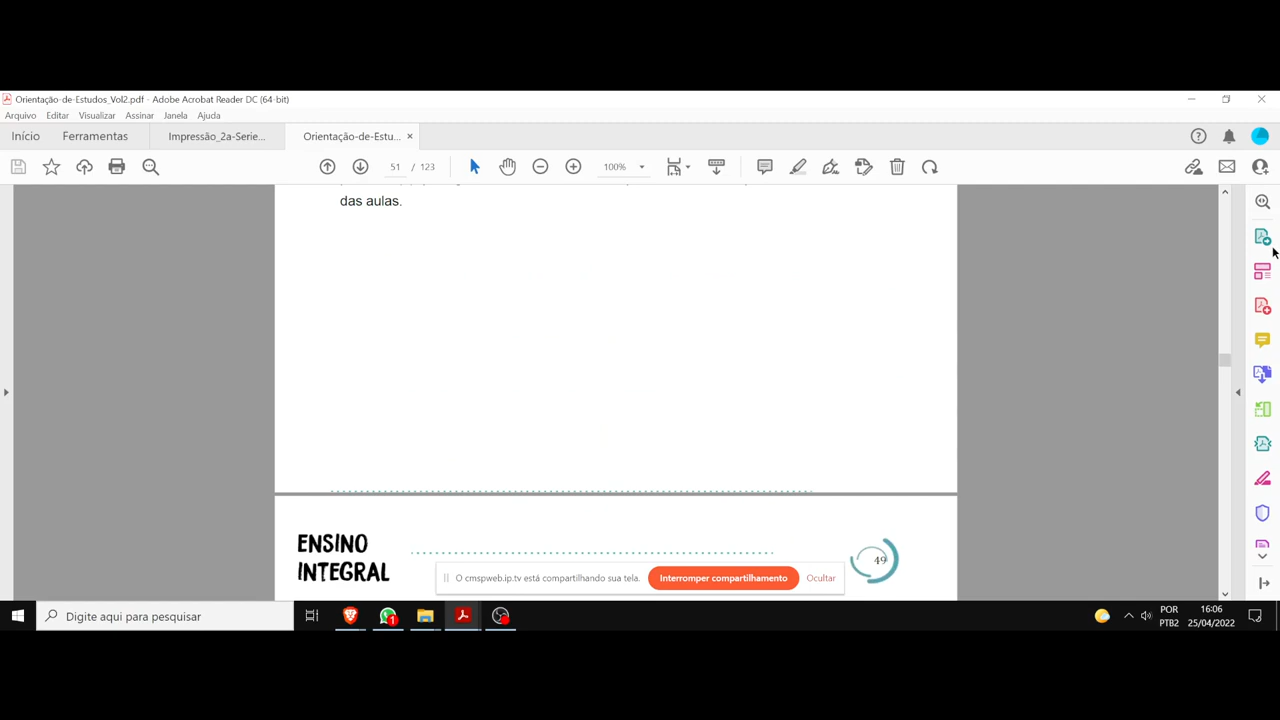 Orientação-de-Estudos_Vol2.pdf - Adobe Acrobat Reader DC (64-bit)
Arquivo Editar Visualizar Assinar Janela Ajuda
Início Ferramentas Impressão_2a-Serie... Orientação-de-Estu... ×
51 / 123 100%
das aulas.
ENSINO
INTEGRAL
49
O cmspweb.ip.tv está compartilhando sua tela. Interromper compartilhamento Ocultar
Digite aqui para pesquisar
1
POR
PTB2
16:06
25/04/2022